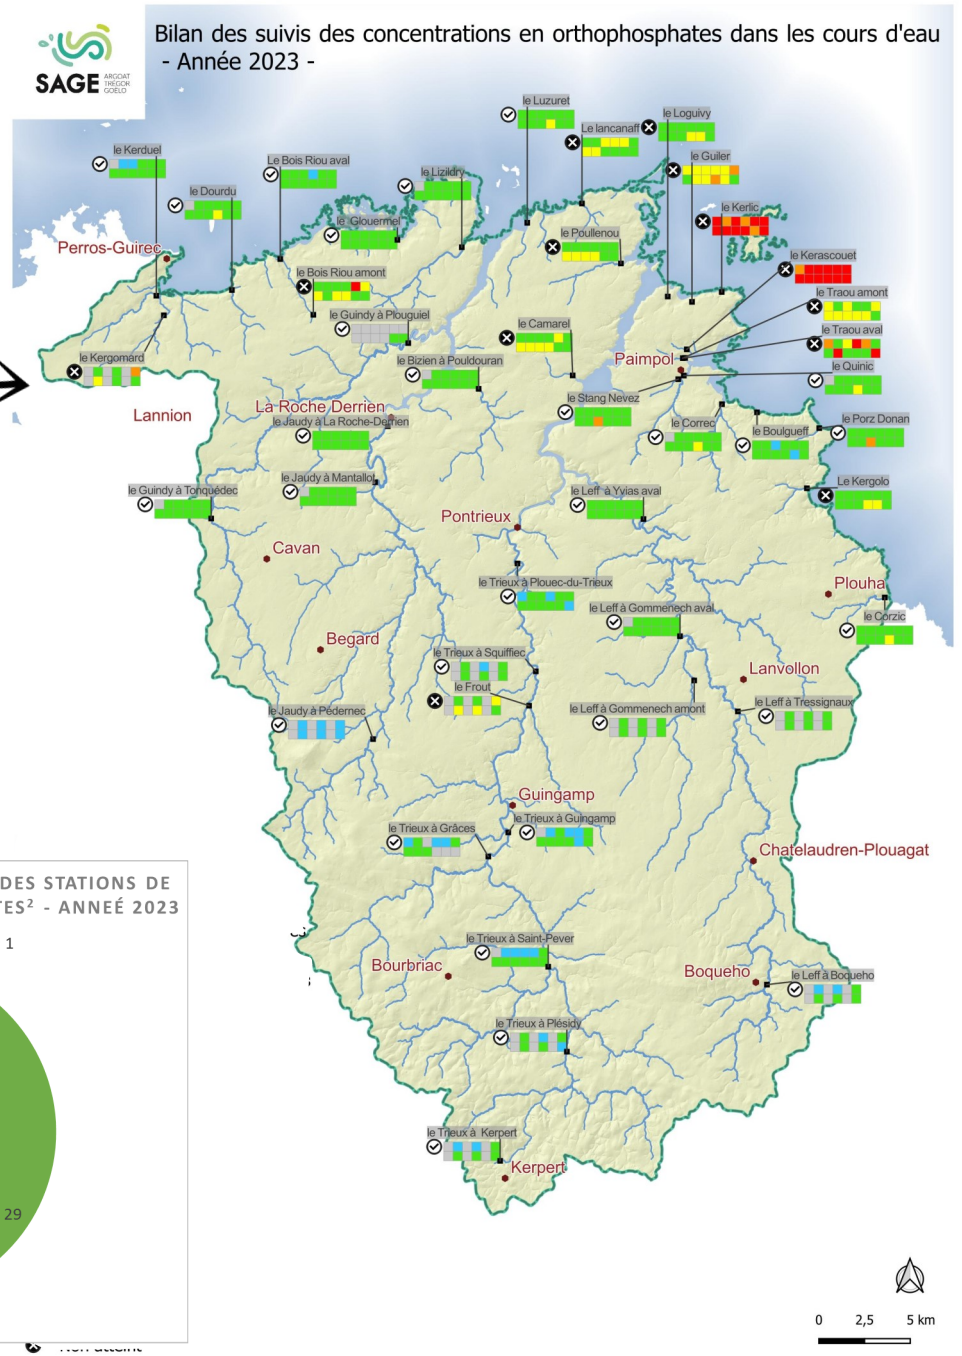 Bilan des suivis des concentrations en orthophosphates dans les cours d'eau
- Année 2023 -
SAGE
ARGOAT
TRÉGOR
GOËLO
le Luzuret
le Loguivy
Le lancanaff
le Kerduel
Le Bois Riou aval
le Guiler
le Lizildry
le Dourdu
le Kerlic
le Glouermel
le Poullenou
Perros-Guirec
le Kerascouet
le Bois Riou amont
le Traou amont
le Guindy à Plouguiel
le Camarel
le Traou aval
le Kergomard
le Bizien à Pouldouran
Paimpol
le Quinic
le Stang Nevez
Lannion
La Roche Derrien
le Jaudy à La Roche-Derrien
le Correc
le Boulgueff
le Porz Donan
le Jaudy à Mantallot
Le Kergolo
le Guindy à Tonquédec
le Leff à Yvias aval
Pontrieux
Cavan
le Trieux à Plouec-du-Trieux
Plouha
le Leff à Gommenech aval
le Corzic
Begard
le Trieux à Squiffiec
Lanvollon
le Frout
le Jaudy à Pédernec
le Leff à Gommenech amont
le Leff à Tressignaux
Guingamp
le Trieux à Guingamp
le Trieux à Grâces
Chatelaudren-Plouagat
DES STATIONS DE
TES² - ANNEÉ 2023
1
le Trieux à Saint-Pever
Bourbriac
Boqueho
le Leff à Boqueho
le Trieux à Plésidy
le Trieux à Kerpert
Kerpert
29
0 2,5 5 km